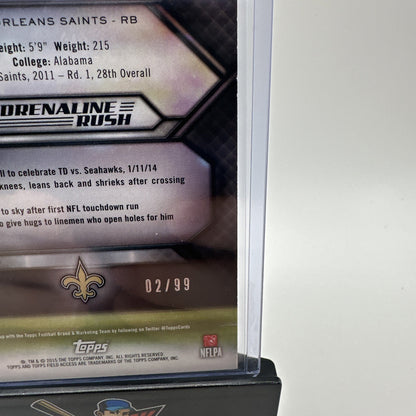 ORLEANS SAINTS - RB
eight: 5'9" Weight: 215
College: Alabama
Saints, 2011 – Rd. 1, 28th Overall
DRENALINE
RUSH
ll to celebrate TD vs. Seahawks, 1/11/14
knees, leans back and shrieks after crossing
to sky after first NFL touchdown run
o give hugs to linemen who open holes for him
02/99
up with the Topps Football Brand & Marketing Team by following on Twitter @ToppsCards
topps
NFLPA
® TM & © 2015 THE TOPPS COMPANY, INC. ALL RIGHTS RESERVED
TOPPS AND FIELD ACCESS ARE TRADEMARKS OF THE TOPPS COMPANY, INC.